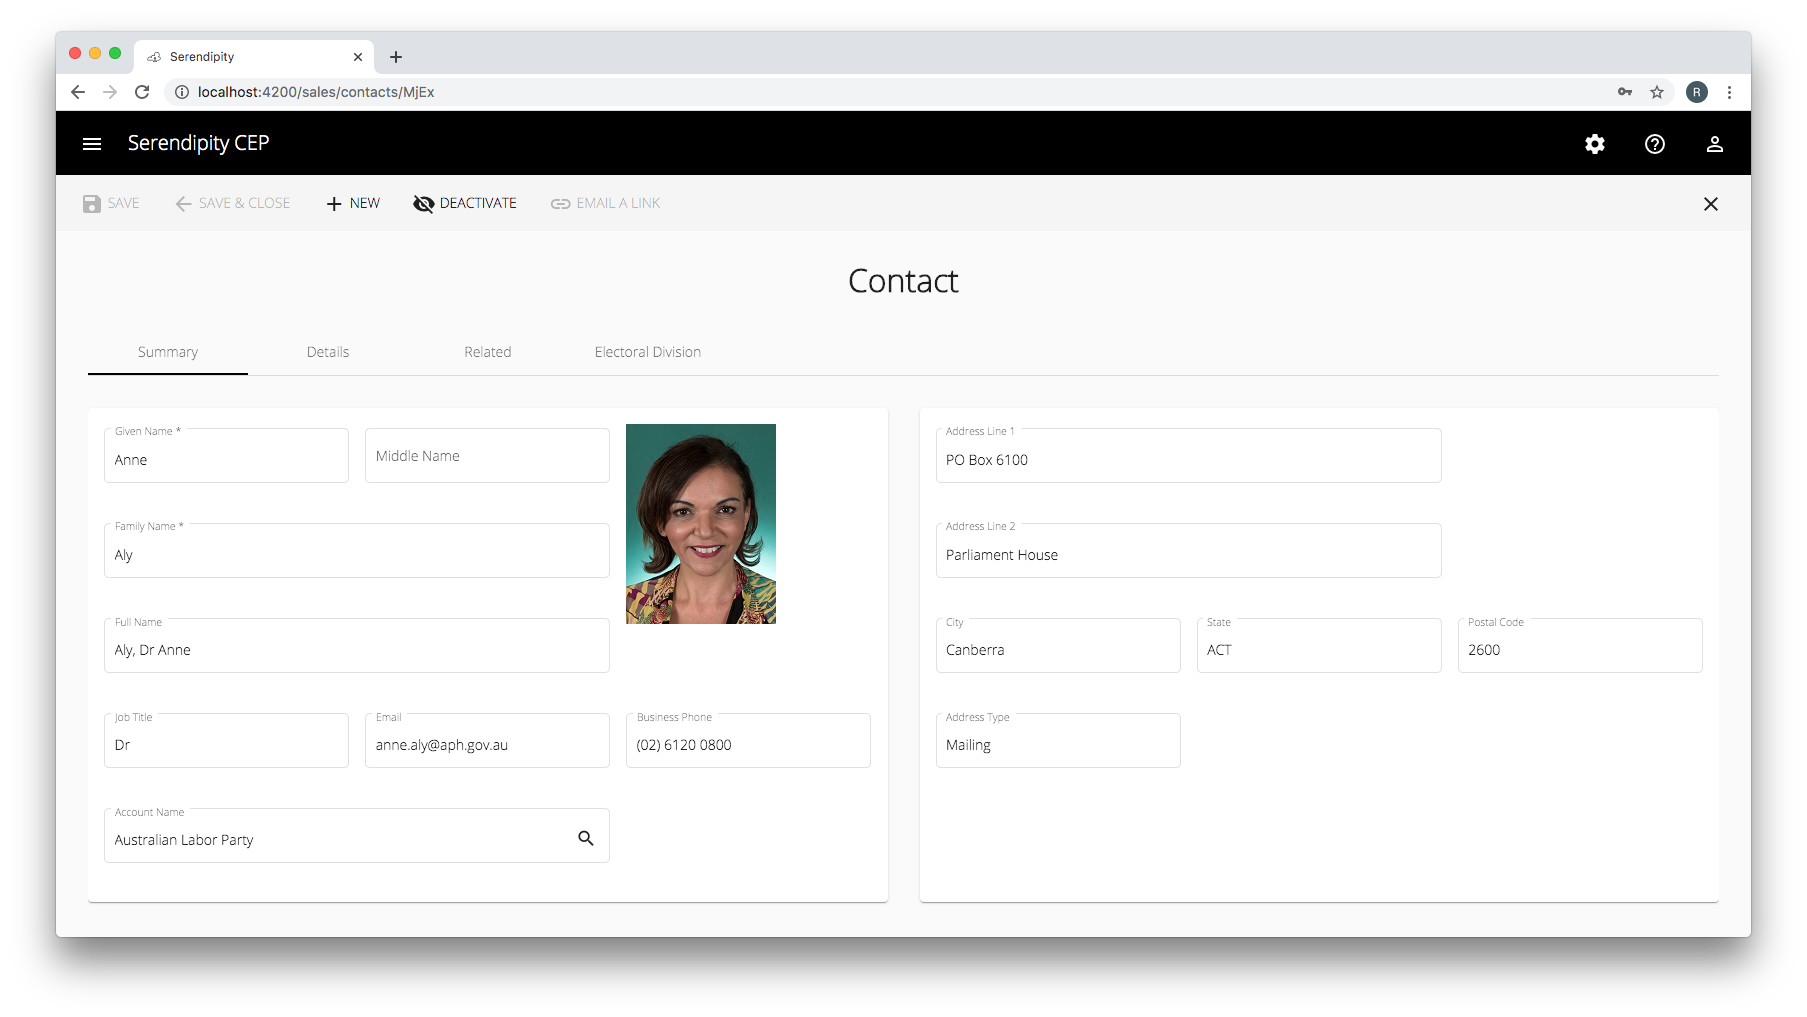 Serendipity
localhost:4200/sales/contacts/MjEx
R
Serendipity CEP
SAVE
SAVE & CLOSE
NEW
DEACTIVATE
EMAIL A LINK
Contact
Summary
Details
Related
Electoral Division
Given Name *
Anne
Middle Name
Family Name *
Aly
Full Name
Aly, Dr Anne
Job Title
Dr
Email
anne.aly@aph.gov.au
Business Phone
(02) 6120 0800
Account Name
Australian Labor Party
Address Line 1
PO Box 6100
Address Line 2
Parliament House
City
Canberra
State
ACT
Postal Code
2600
Address Type
Mailing